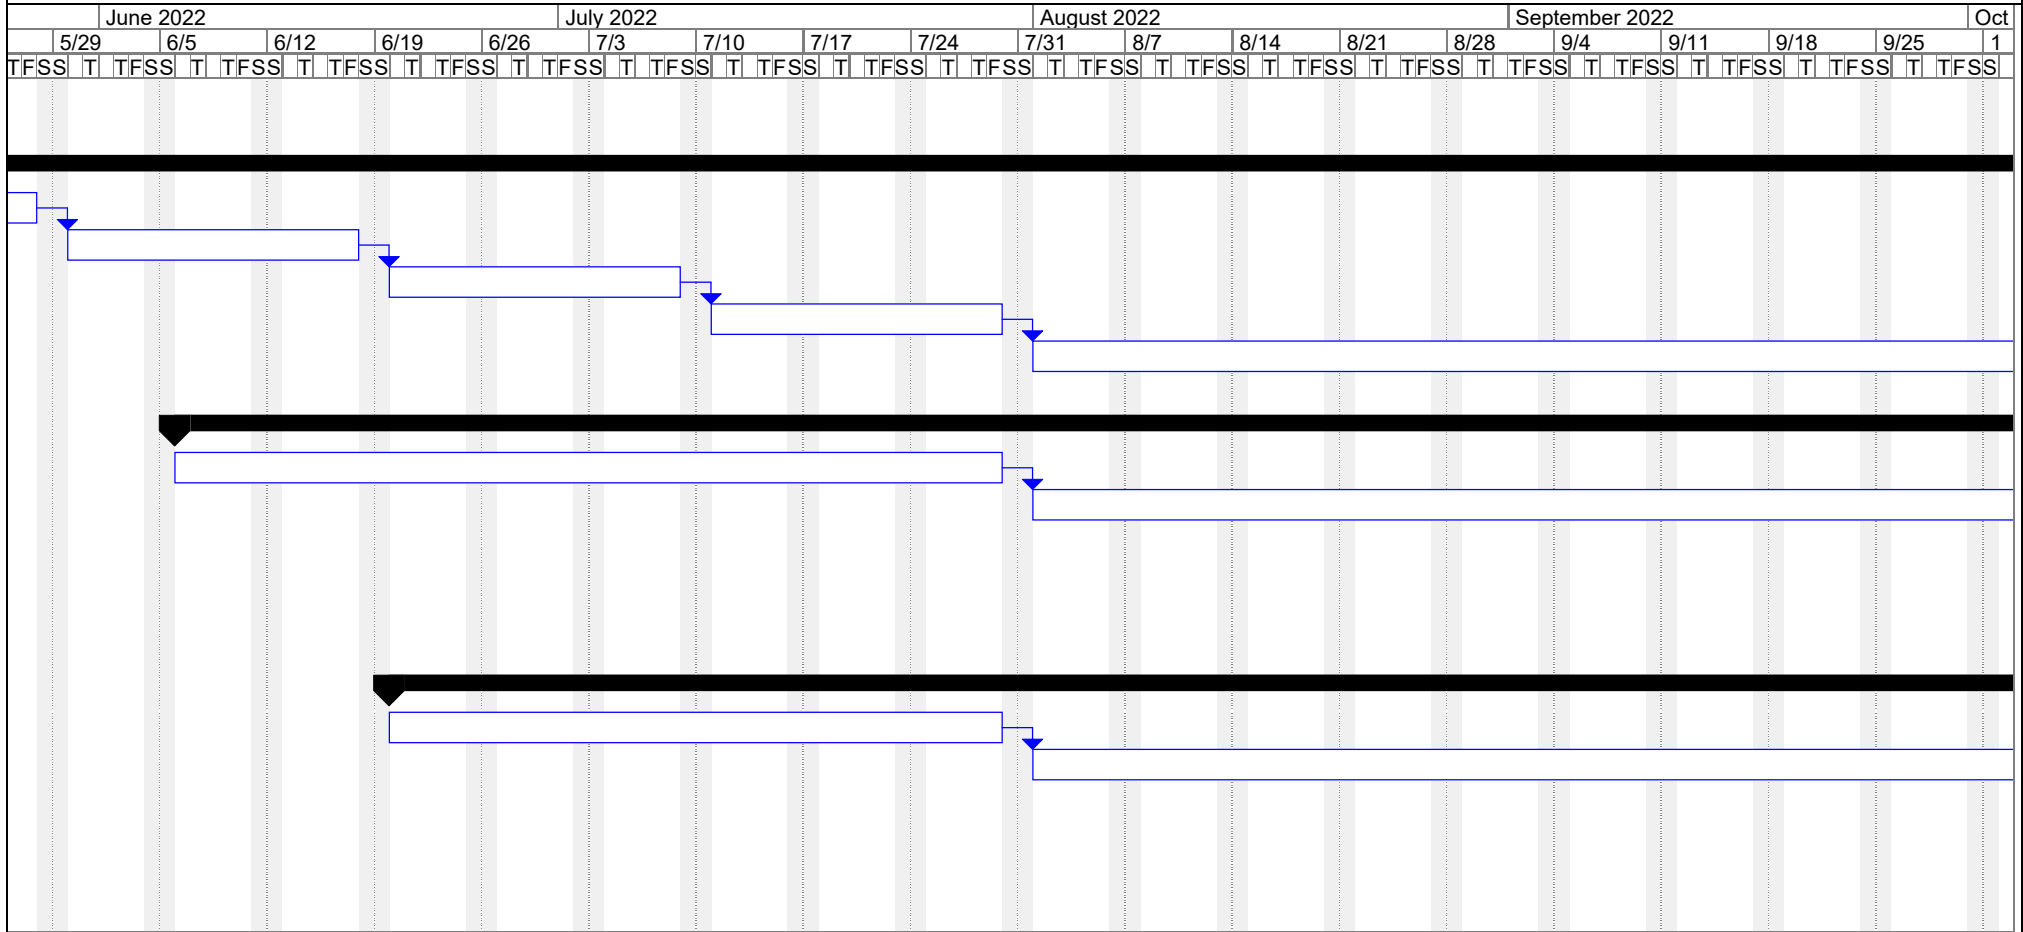 June 2022 July 2022 August 2022 September 2022 Oct
5/29 6/5 6/12 6/19 6/26 7/3 7/10 7/17 7/24 7/31 8/7 8/14 8/21 8/28 9/4 9/11 9/18 9/25 1
T F S S T T F S S T T F S S T T F S S T T F S S T T F S S T T F S S T T F S S T T F S S T T F S S T T F S S T T F S S T T F S S T T F S S T T F S S T T F S S T T F S S T T F S S T T F S S